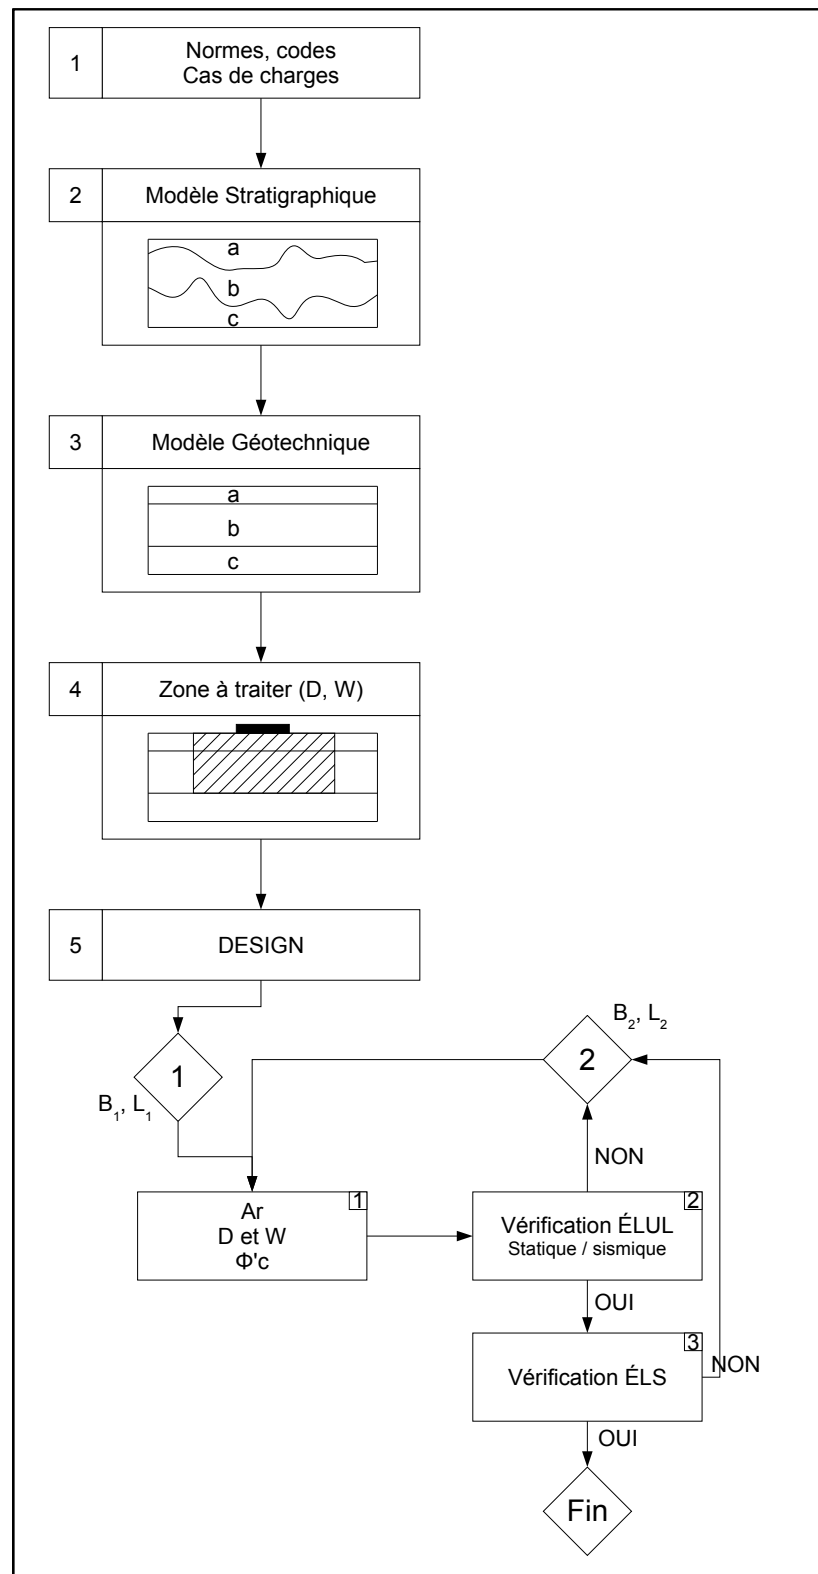 1
Normes, codes
Cas de charges
2
Modèle Stratigraphique
a
b
c
3
Modèle Géotechnique
a
b
c
4
Zone à traiter (D, W)
5
DESIGN
B₂, L₂
2
1
B₁, L₁
NON
1
Ar
D et W
Φ'c
2
Vérification ÉLUL
Statique / sismique
OUI
3
Vérification ÉLS
NON
OUI
Fin